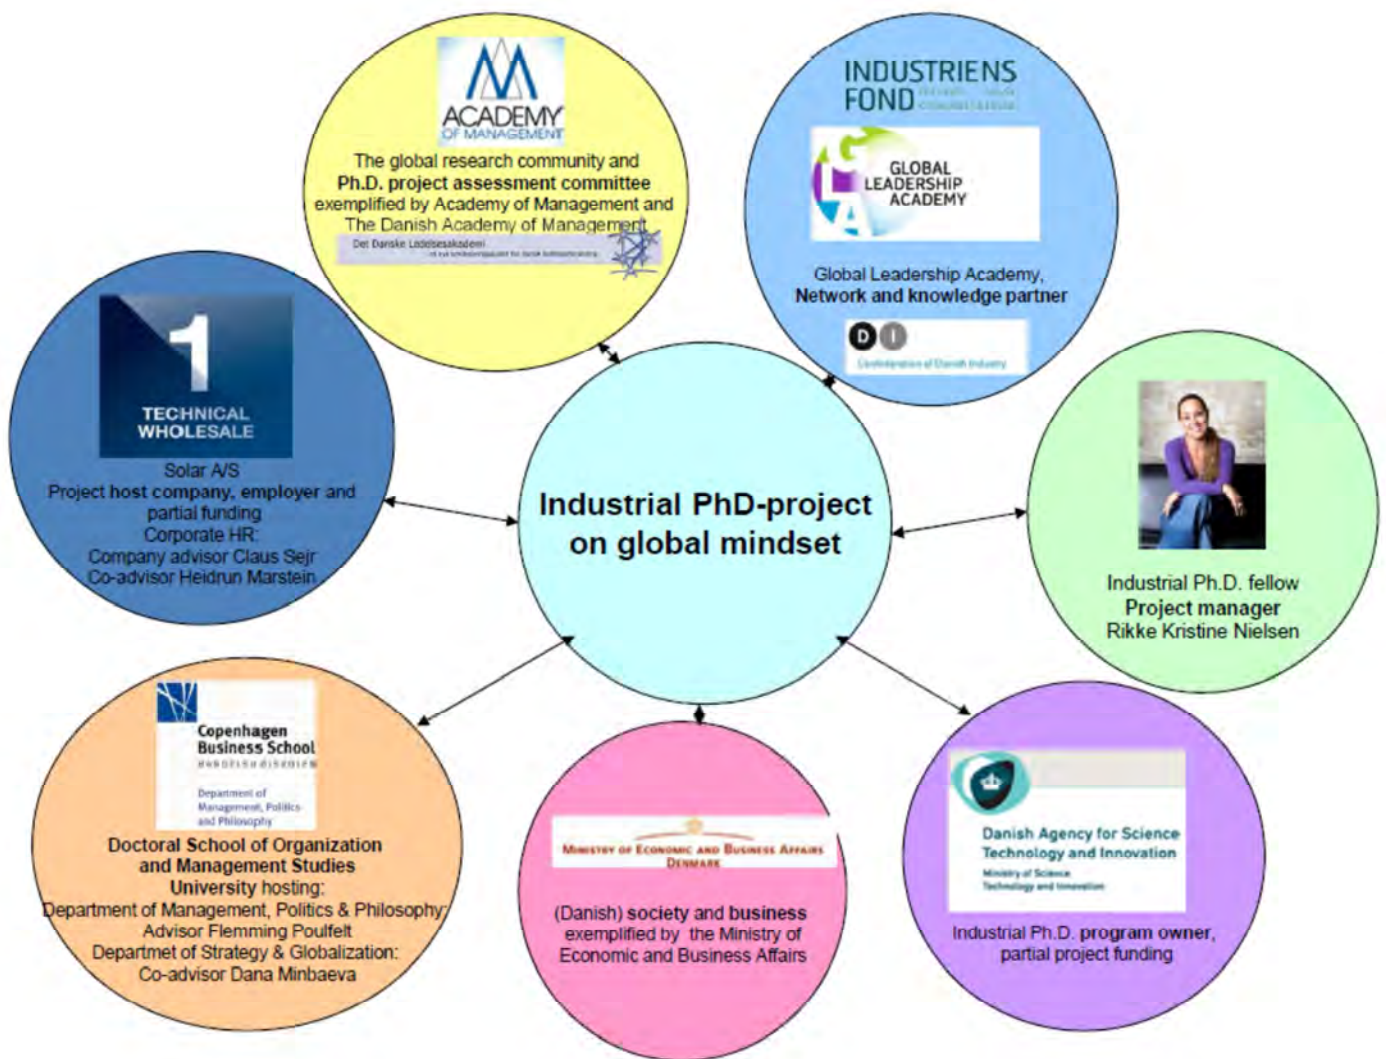 ACADEMY
OF MANAGEMENT
The global research community and
Ph.D. project assessment committee
exemplified by Academy of Management and
The Danish Academy of Management
Det Danske Ledelsesakademi
INDUSTRIENS
FOND
GLA
GLOBAL
LEADERSHIP
ACADEMY
Global Leadership Academy,
Network and knowledge partner
DI
Confederation of Danish Industry
1
TECHNICAL
WHOLESALE
Solar A/S
Project host company, employer and
partial funding
Corporate HR:
Company advisor Claus Sejr
Co-advisor Heidrun Marstein
Industrial PhD-project
on global mindset
Industrial Ph.D. fellow
Project manager
Rikke Kristine Nielsen
Copenhagen
Business School
HANDELSHØJSKOLEN
Department of
Management, Politics
and Philosophy
Doctoral School of Organization
and Management Studies
University hosting:
Department of Management, Politics & Philosophy:
Advisor Flemming Poulfelt
Departmet of Strategy & Globalization:
Co-advisor Dana Minbaeva
MINISTRY OF ECONOMIC AND BUSINESS AFFAIRS
DENMARK
(Danish) society and business
exemplified by the Ministry of
Economic and Business Affairs
Danish Agency for Science
Technology and Innovation
Ministry of Science
Technology and Innovation
Industrial Ph.D. program owner,
partial project funding